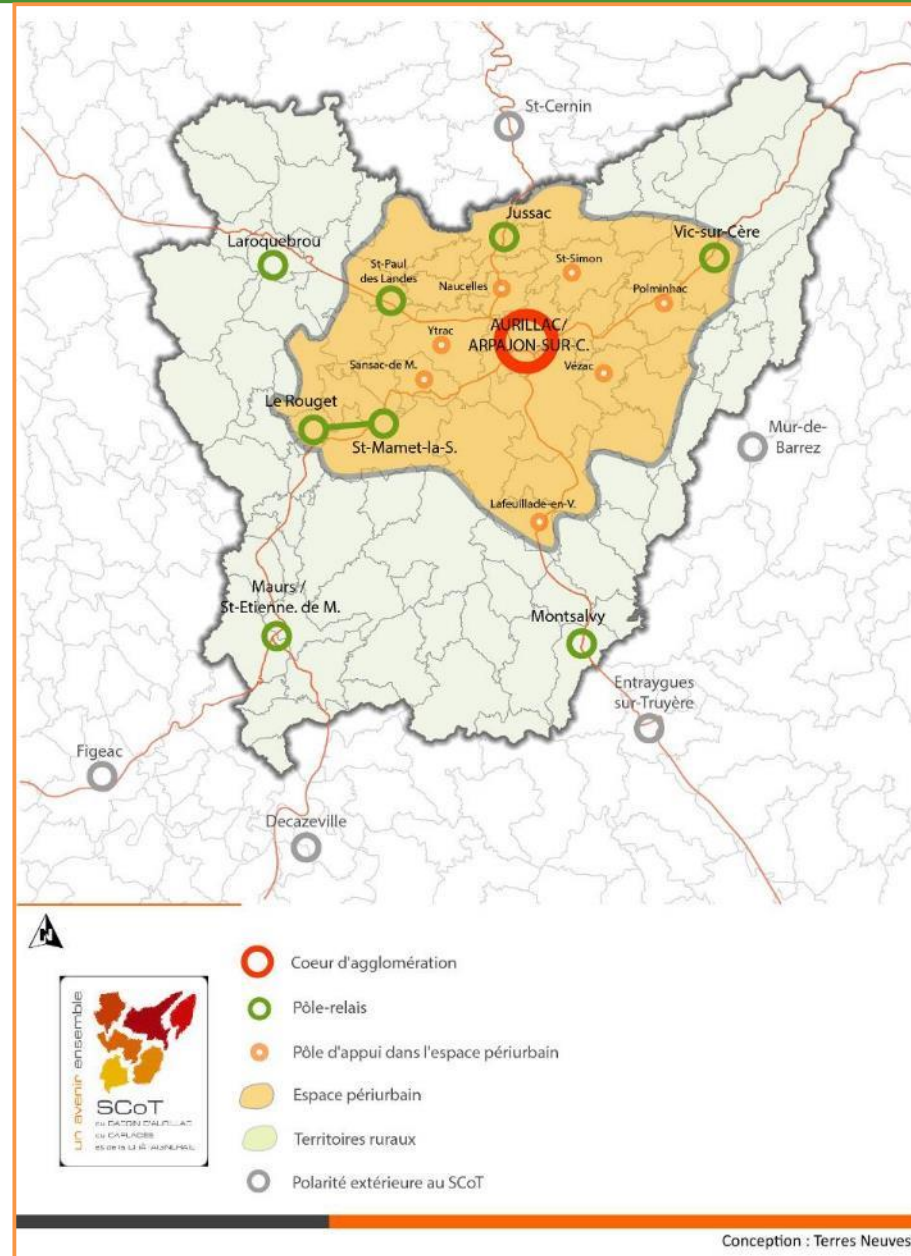 St-Cernin
Jussac
Laroquebrou
Vic-sur-Cère
St-Paul
des Landes
St-Simon
Naucelles
Polminhac
AURILLAC/
ARPAJON-SUR-C.
Ytrac
Sansac-de M.
Vézac
Le Rouget
St-Mamet-la-S.
Mur-de-
Barrez
Lafeuillade-en-V.
Maurs /
St-Etienne. de M.
Montsalvy
Entraygues
sur-Truyère
Figeac
Decazeville
N
Coeur d'agglomération
Pôle-relais
Pôle d'appui dans l'espace périurbain
Espace périurbain
Territoires ruraux
Polarité extérieure au SCoT
un avenir ensemble
SCoT
Conception : Terres Neuves